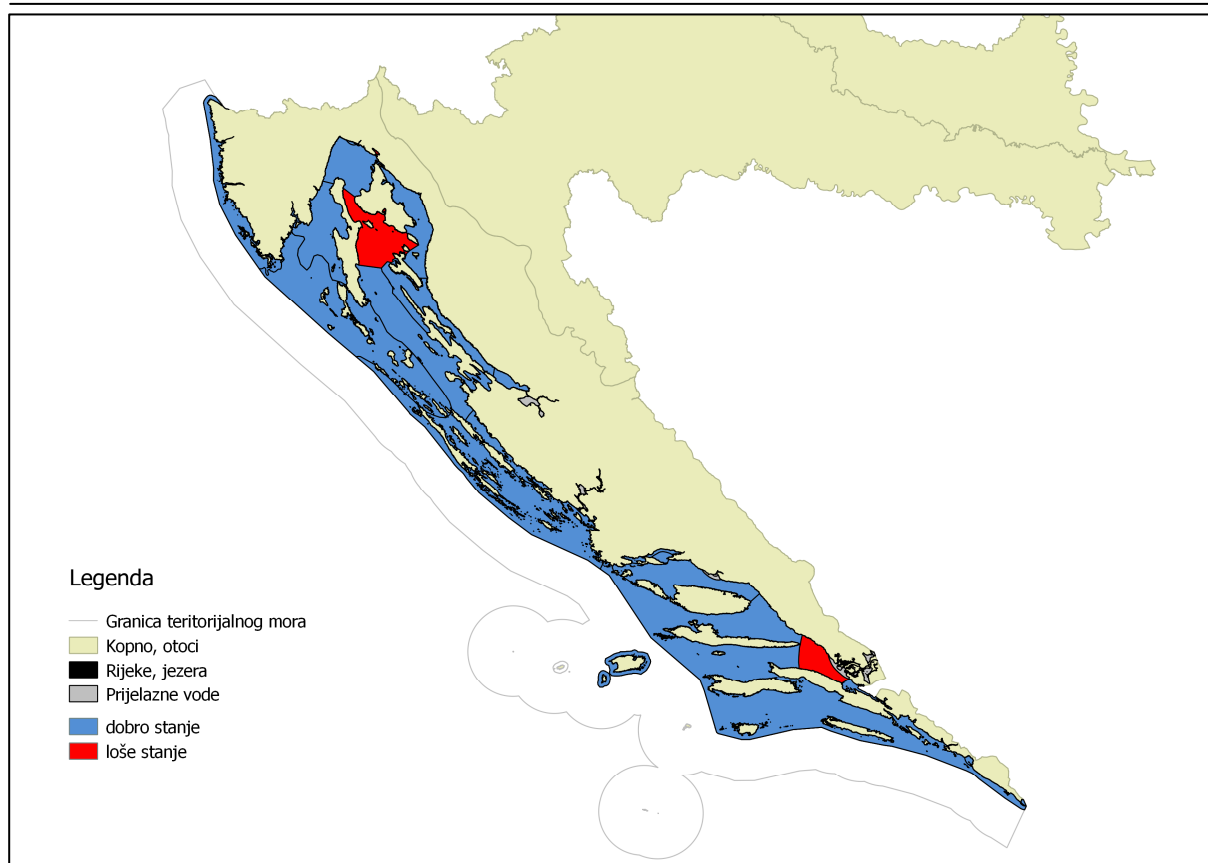 Legenda
Granica teritorijalnog mora
Kopno, otoci
Rijeke, jezera
Prijelazne vode
dobro stanje
loše stanje